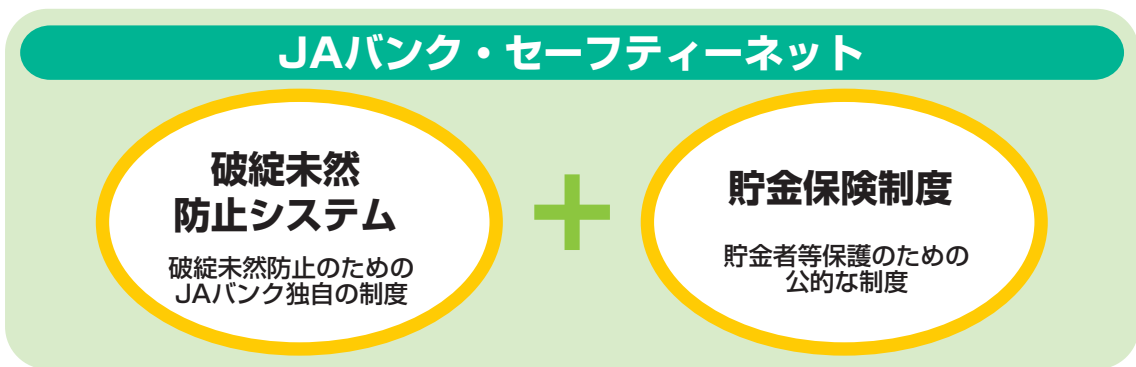 JAバンク・セーフティーネット
破綻未然
防止システム
破綻未然防止のための
JAバンク独自の制度
+
貯金保険制度
貯金者等保護のための
公的な制度